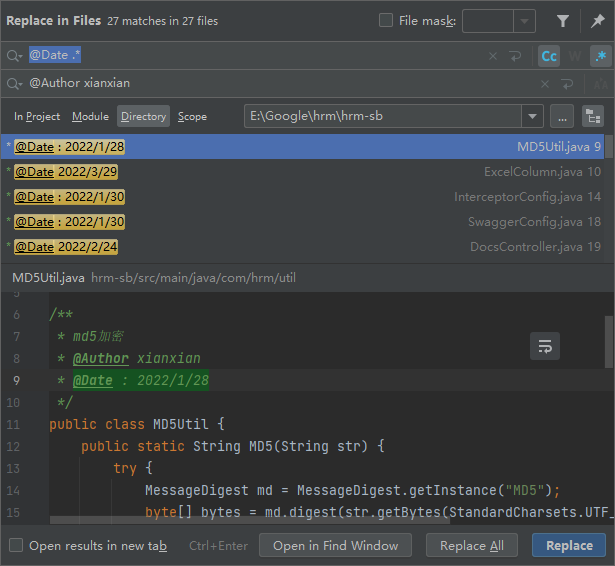 Replace in Files 27 matches in 27 files File mask:
@Date .* Cc W .*
@Author xianxian
In Project Module Directory Scope E:\Google\hrm\hrm-sb ...
* @Date : 2022/1/28 MD5Util.java 9
* @Date 2022/3/29 ExcelColumn.java 10
* @Date : 2022/1/30 InterceptorConfig.java 14
* @Date : 2022/1/30 SwaggerConfig.java 18
* @Date 2022/2/24 DocsController.java 19
MD5Util.java hrm-sb/src/main/java/com/hrm/util
5
6 /**
7 * md5加密
8 * @Author xianxian
9 * @Date : 2022/1/28
10 */
11 public class MD5Util {
12 public static String MD5(String str) {
13 try {
14 MessageDigest md = MessageDigest.getInstance("MD5");
15 byte[] bytes = md.digest(str.getBytes(StandardCharsets.UTF_
Open results in new tab Ctrl+Enter Open in Find Window Replace All Replace